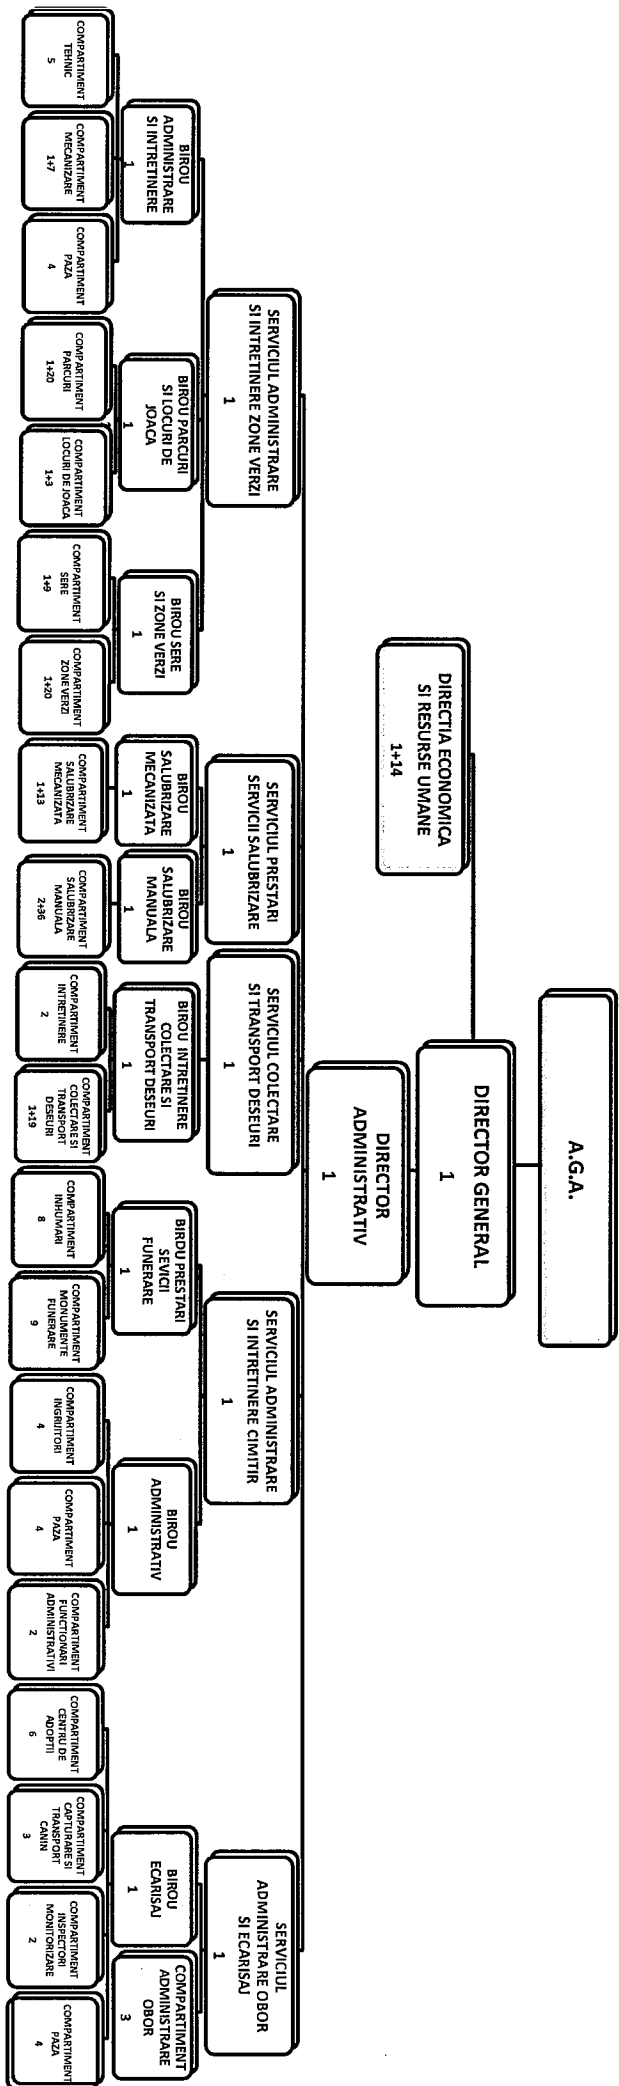 A.G.A.
DIRECTOR GENERAL
1
DIRECTIA ECONOMICA
SI RESURSE UMANE
1+14
DIRECTOR
ADMINISTRATIV
1
SERVICIUL ADMINISTRARE
SI INTRETINERE ZONE VERZI
1
SERVICIUL PRESTARI
SERVICII SALUBRIZARE
1
SERVICIUL COLECTARE
SI TRANSPORT DESEURI
1
SERVICIUL ADMINISTRARE
SI INTRETINERE CIMITIR
1
SERVICIUL
ADMINISTRARE OBOR
SI ECARISAJ
1
BIROU
ADMINISTRARE
SI INTRETINERE
1
BIROU PARCURI
SI LOCURI DE
JOACA
1
BIROU SERE
SI ZONE VERZI
1
BIROU
SALUBRIZARE
MECANIZATA
1
BIROU
SALUBRIZARE
MANUALA
1
BIROU INTRETINERE
COLECTARE SI
TRANSPORT DESEURI
1
BIRDU PRESTARI
SEVICII
FUNERARE
1
BIROU
ADMINISTRATIV
1
BIROU
ECARISAJ
1
COMPARTIMENT
ADMINISTRARE
OBOR
3
COMPARTIMENT
TEHNIC
5
COMPARTIMENT
MECANIZARE
1+7
COMPARTIMENT
PAZA
4
COMPARTIMENT
PARCURI
1+20
COMPARTIMENT
LOCURI DE JOACA
1+3
COMPARTIMENT
SERE
1+9
COMPARTIMENT
ZONE VERZI
1+20
COMPARTIMENT
SALUBRIZARE
MECANIZATA
1+13
COMPARTIMENT
SALUBRIZARE
MANUALA
2+36
COMPARTIMENT
INTRETINERE
2
COMPARTIMENT
COLECTARE SI
TRANSPORT
DESEURI
1+19
COMPARTIMENT
INHUMARI
8
COMPARTIMENT
MONUMENTE
FUNERARE
9
COMPARTIMENT
INGRIJITORI
4
COMPARTIMENT
PAZA
4
COMPARTIMENT
FUNCTIONARI
ADMINISTRATIVI
2
COMPARTIMENT
CENTRU DE
ADOPTII
6
COMPARTIMENT
CAPTURARE SI
TRANSPORT
CANIN
3
COMPARTIMENT
INSPECTORI
MONITORIZARE
2
COMPARTIMENT
PAZA
4